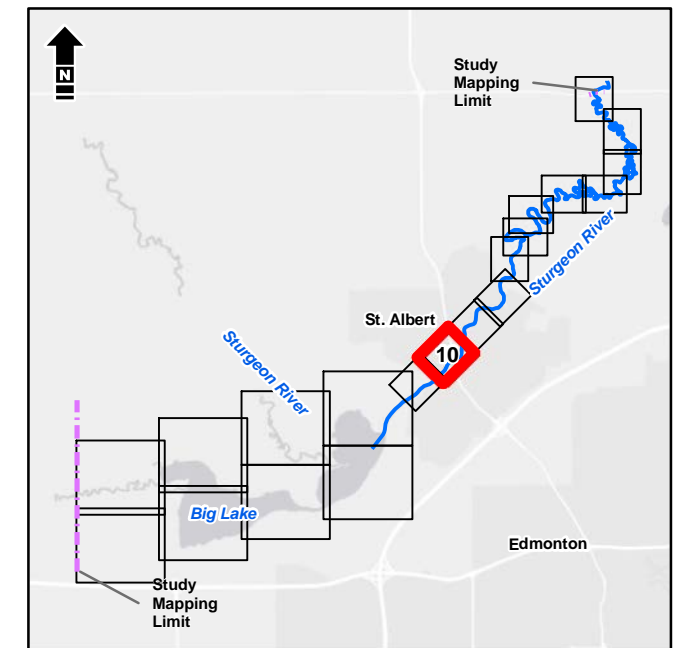 N
Study
Mapping
Limit
Sturgeon River
St. Albert
10
Sturgeon River
Big Lake
Edmonton
Study
Mapping
Limit